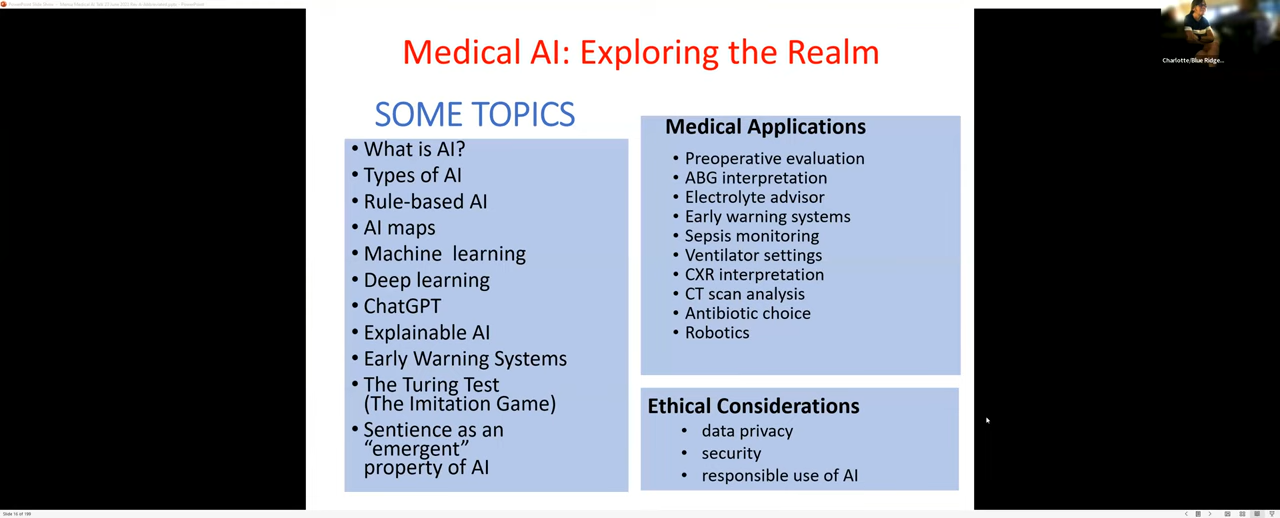 Medical AI: Exploring the Realm
SOME TOPICS
• What is AI?
• Types of AI
• Rule-based AI
• AI maps
• Machine learning
• Deep learning
• ChatGPT
• Explainable AI
• Early Warning Systems
• The Turing Test
(The Imitation Game)
• Sentience as an
“emergent”
property of AI
Medical Applications
• Preoperative evaluation
• ABG interpretation
• Electrolyte advisor
• Early warning systems
• Sepsis monitoring
• Ventilator settings
• CXR interpretation
• CT scan analysis
• Antibiotic choice
• Robotics
Ethical Considerations
• data privacy
• security
• responsible use of AI
Charlotte/Blue Ridge...
Slide 16 of 199